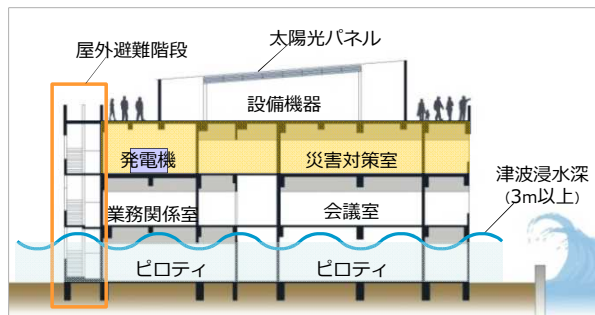 屋外避難階段
太陽光パネル
設備機器
発電機
災害対策室
津波浸水深
(3m以上)
業務関係室
会議室
ピロティ
ピロティ